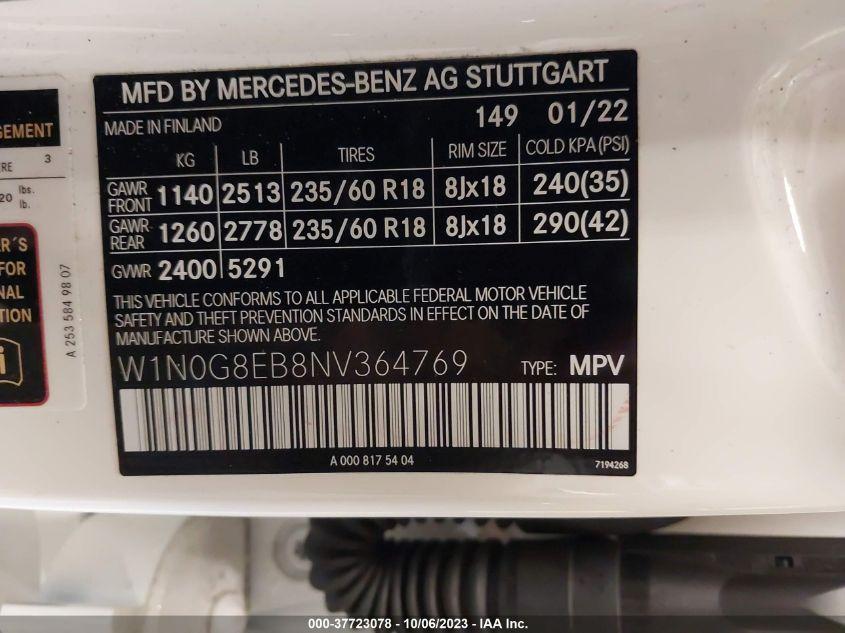 MFD BY MERCEDES-BENZ AG STUTTGART
MADE IN FINLAND 149 01/22
KG LB TIRES RIM SIZE COLD KPA (PSI)
GAWR FRONT 1140 2513 235/60 R18 8Jx18 240(35)
GAWR REAR 1260 2778 235/60 R18 8Jx18 290(42)
GVWR 2400 5291
THIS VEHICLE CONFORMS TO ALL APPLICABLE FEDERAL MOTOR VEHICLE
SAFETY AND THEFT PREVENTION STANDARDS IN EFFECT ON THE DATE OF
MANUFACTURE SHOWN ABOVE.
W1N0G8EB8NV364769 TYPE: MPV
A 000 817 54 04 7194268
GEMENT
ERE 3
20 lbs.
lb.
R´S
FOR
NAL
TION
i
A 253 584 98 07
000-37723078 - 10/06/2023 - IAA Inc.